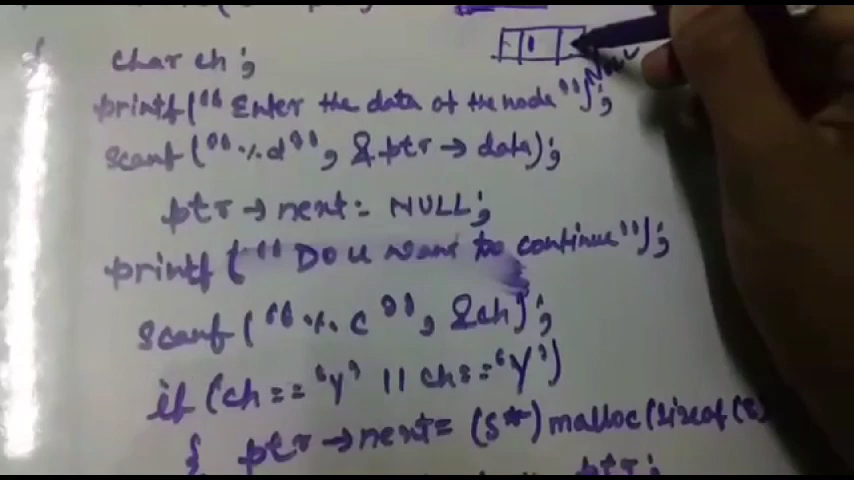 { char ch;
printf("Enter the data of the node");
scanf("%d", &ptr→data);
ptr→next= NULL;
printf("Do u want to continue");
scanf("%c", &ch);
if (ch=='y' || ch=='Y')
{ ptr→next= (S*) malloc(sizeof(s)
ptr;